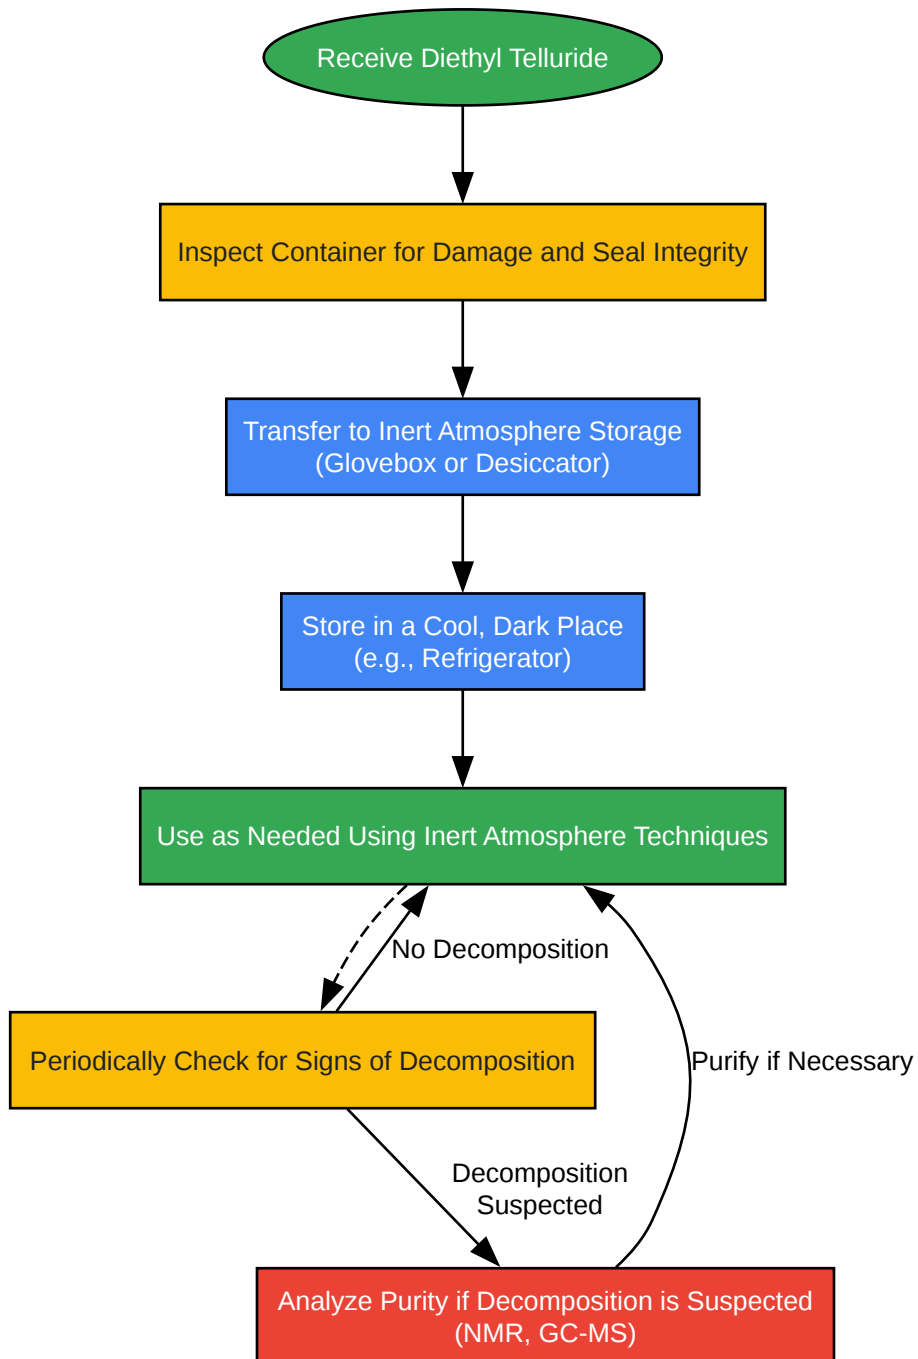 Receive Diethyl Telluride
Inspect Container for Damage and Seal Integrity
Transfer to Inert Atmosphere Storage
(Glovebox or Desiccator)
Store in a Cool, Dark Place
(e.g., Refrigerator)
Use as Needed Using Inert Atmosphere Techniques
No Decomposition
Periodically Check for Signs of Decomposition
Purify if Necessary
Decomposition
Suspected
Analyze Purity if Decomposition is Suspected
(NMR, GC-MS)